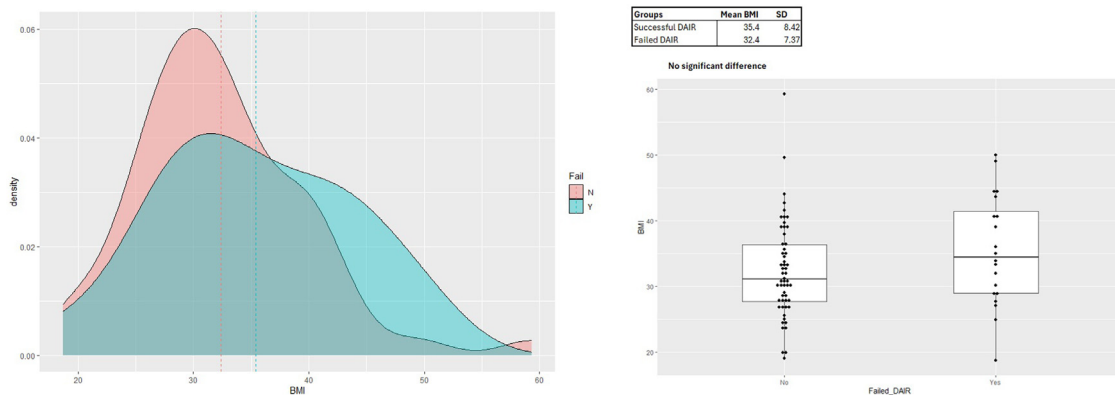 0.06
0.04
0.02
0.00
density
20 30 40 50 60
BMI
Fail
N
Y
Groups Mean BMI SD
Successful DAIR 35.4 8.42
Failed DAIR 32.4 7.37
No significant difference
60
50
40
30
20
BMI
No Yes
Failed_DAIR